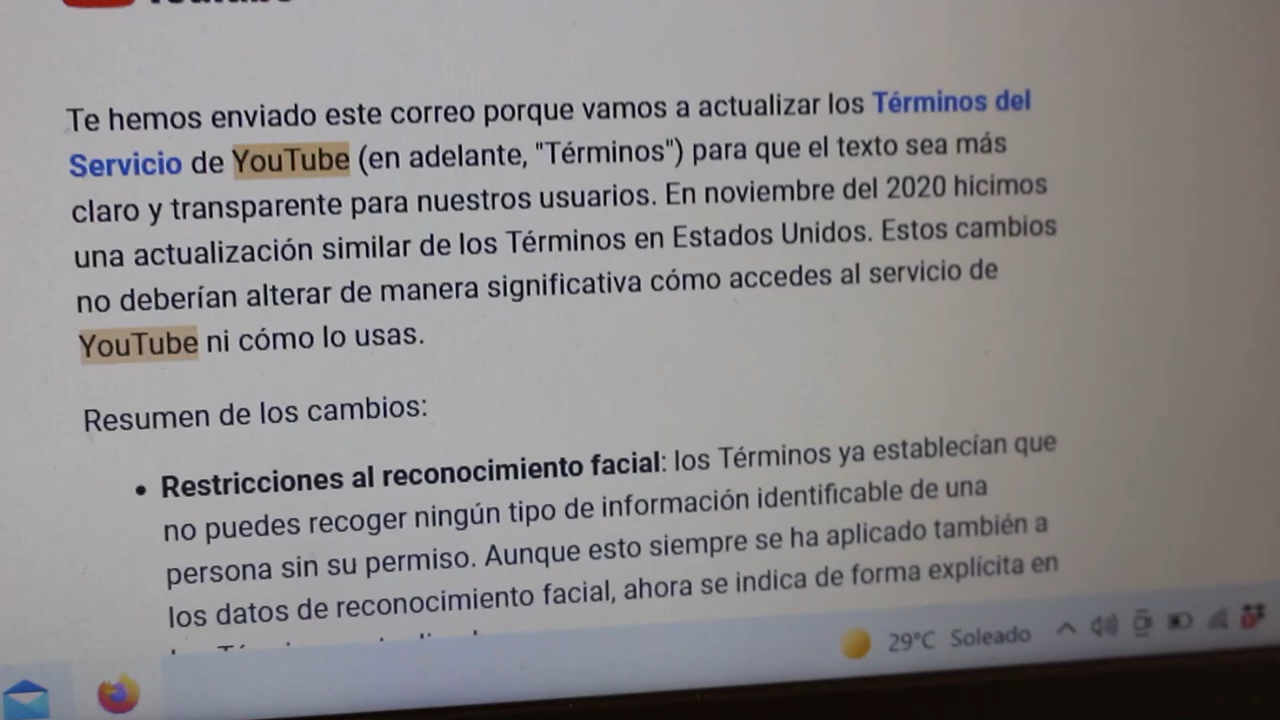 Te hemos enviado este correo porque vamos a actualizar los Términos del
Servicio de YouTube (en adelante, "Términos") para que el texto sea más
claro y transparente para nuestros usuarios. En noviembre del 2020 hicimos
una actualización similar de los Términos en Estados Unidos. Estos cambios
no deberían alterar de manera significativa cómo accedes al servicio de
YouTube ni cómo lo usas.
Resumen de los cambios:
• Restricciones al reconocimiento facial: los Términos ya establecían que
no puedes recoger ningún tipo de información identificable de una
persona sin su permiso. Aunque esto siempre se ha aplicado también a
los datos de reconocimiento facial, ahora se indica de forma explícita en
29°C Soleado